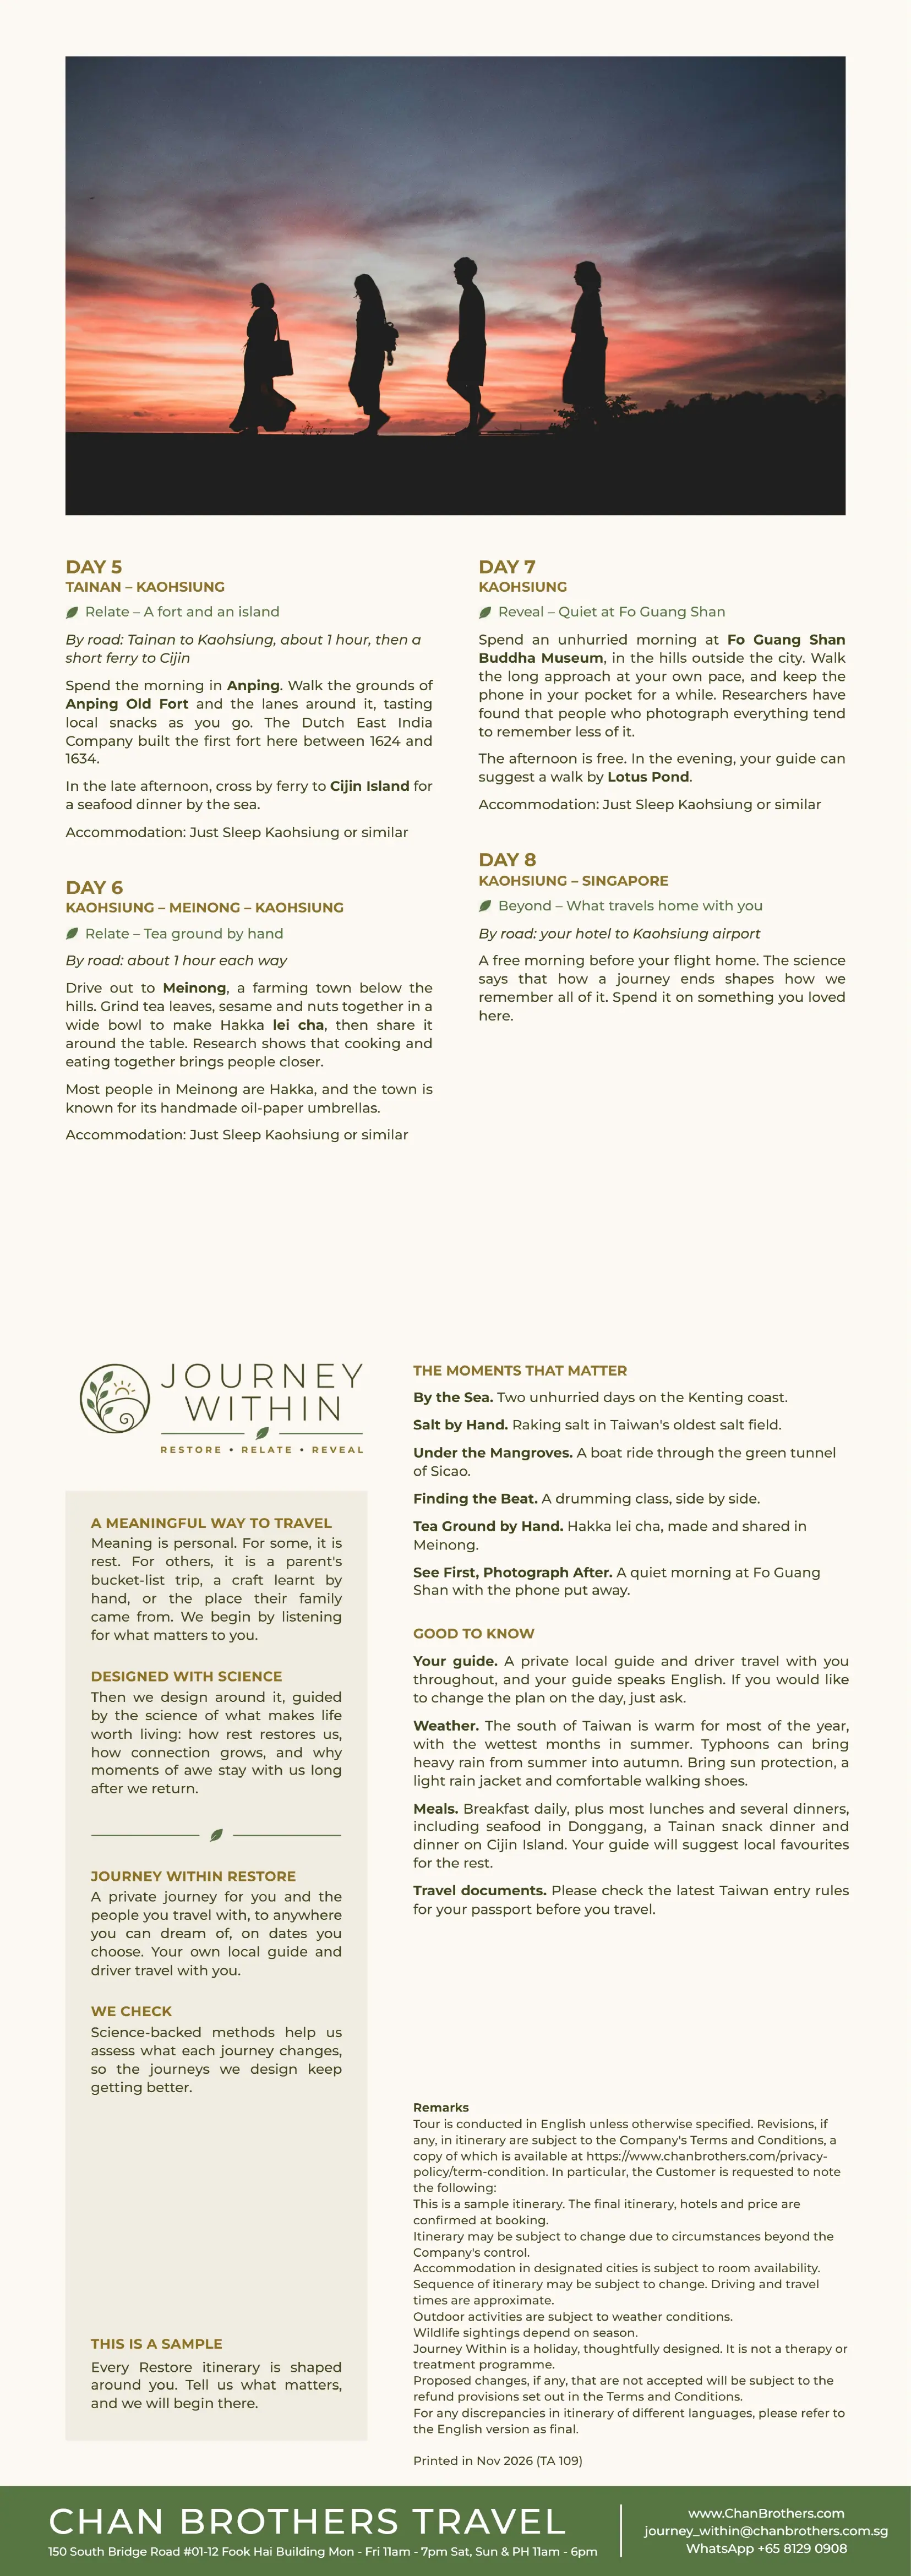 DAY 5
TAINAN – KAOHSIUNG
Relate – A fort and an island
By road: Tainan to Kaohsiung, about 1 hour, then a
short ferry to Cijin
Spend the morning in Anping. Walk the grounds of
Anping Old Fort and the lanes around it, tasting
local snacks as you go. The Dutch East India
Company built the first fort here between 1624 and
1634.
In the late afternoon, cross by ferry to Cijin Island for
a seafood dinner by the sea.
Accommodation: Just Sleep Kaohsiung or similar
DAY 6
KAOHSIUNG – MEINONG – KAOHSIUNG
Relate – Tea ground by hand
By road: about 1 hour each way
Drive out to Meinong, a farming town below the
hills. Grind tea leaves, sesame and nuts together in a
wide bowl to make Hakka lei cha, then share it
around the table. Research shows that cooking and
eating together brings people closer.
Most people in Meinong are Hakka, and the town is
known for its handmade oil-paper umbrellas.
Accommodation: Just Sleep Kaohsiung or similar
DAY 7
KAOHSIUNG
Reveal – Quiet at Fo Guang Shan
Spend an unhurried morning at Fo Guang Shan
Buddha Museum, in the hills outside the city. Walk
the long approach at your own pace, and keep the
phone in your pocket for a while. Researchers have
found that people who photograph everything tend
to remember less of it.
The afternoon is free. In the evening, your guide can
suggest a walk by Lotus Pond.
Accommodation: Just Sleep Kaohsiung or similar
DAY 8
KAOHSIUNG – SINGAPORE
Beyond – What travels home with you
By road: your hotel to Kaohsiung airport
A free morning before your flight home. The science
says that how a journey ends shapes how we
remember all of it. Spend it on something you loved
here.
JOURNEY
WITHIN
RESTORE • RELATE • REVEAL
A MEANINGFUL WAY TO TRAVEL
Meaning is personal. For some, it is
rest. For others, it is a parent's
bucket-list trip, a craft learnt by
hand, or the place their family
came from. We begin by listening
for what matters to you.
DESIGNED WITH SCIENCE
Then we design around it, guided
by the science of what makes life
worth living: how rest restores us,
how connection grows, and why
moments of awe stay with us long
after we return.
JOURNEY WITHIN RESTORE
A private journey for you and the
people you travel with, to anywhere
you can dream of, on dates you
choose. Your own local guide and
driver travel with you.
WE CHECK
Science-backed methods help us
assess what each journey changes,
so the journeys we design keep
getting better.
THIS IS A SAMPLE
Every Restore itinerary is shaped
around you. Tell us what matters,
and we will begin there.
THE MOMENTS THAT MATTER
By the Sea. Two unhurried days on the Kenting coast.
Salt by Hand. Raking salt in Taiwan's oldest salt field.
Under the Mangroves. A boat ride through the green tunnel
of Sicao.
Finding the Beat. A drumming class, side by side.
Tea Ground by Hand. Hakka lei cha, made and shared in
Meinong.
See First, Photograph After. A quiet morning at Fo Guang
Shan with the phone put away.
GOOD TO KNOW
Your guide. A private local guide and driver travel with you
throughout, and your guide speaks English. If you would like
to change the plan on the day, just ask.
Weather. The south of Taiwan is warm for most of the year,
with the wettest months in summer. Typhoons can bring
heavy rain from summer into autumn. Bring sun protection, a
light rain jacket and comfortable walking shoes.
Meals. Breakfast daily, plus most lunches and several dinners,
including seafood in Donggang, a Tainan snack dinner and
dinner on Cijin Island. Your guide will suggest local favourites
for the rest.
Travel documents. Please check the latest Taiwan entry rules
for your passport before you travel.
Remarks
Tour is conducted in English unless otherwise specified. Revisions, if
any, in itinerary are subject to the Company's Terms and Conditions, a
copy of which is available at https://www.chanbrothers.com/privacy-
policy/term-condition. In particular, the Customer is requested to note
the following:
This is a sample itinerary. The final itinerary, hotels and price are
confirmed at booking.
Itinerary may be subject to change due to circumstances beyond the
Company's control.
Accommodation in designated cities is subject to room availability.
Sequence of itinerary may be subject to change. Driving and travel
times are approximate.
Outdoor activities are subject to weather conditions.
Wildlife sightings depend on season.
Journey Within is a holiday, thoughtfully designed. It is not a therapy or
treatment programme.
Proposed changes, if any, that are not accepted will be subject to the
refund provisions set out in the Terms and Conditions.
For any discrepancies in itinerary of different languages, please refer to
the English version as final.
Printed in Nov 2026 (TA 109)
CHAN BROTHERS TRAVEL
150 South Bridge Road #01-12 Fook Hai Building Mon - Fri 11am - 7pm Sat, Sun & PH 11am - 6pm
www.ChanBrothers.com
journey_within@chanbrothers.com.sg
WhatsApp +65 8129 0908